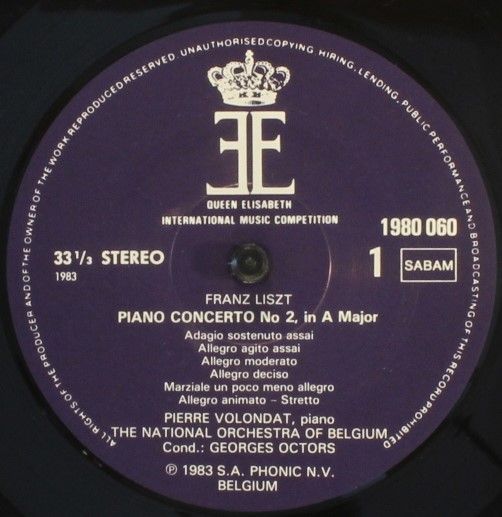 ALL RIGHTS OF THE PRODUCER AND OF THE OWNER OF THE WORK REPRODUCED RESERVED. UNAUTHORISED COPYING, HIRING, LENDING, PUBLIC PERFORMANCE AND BROADCASTING OF THIS RECORD PROHIBITED
EE
QUEEN ELISABETH
INTERNATIONAL MUSIC COMPETITION
1980 060
33 1/3 STEREO
1983
1
SABAM
FRANZ LISZT
PIANO CONCERTO No 2, in A Major
Adagio sostenuto assai
Allegro agito assai
Allegro moderato
Allegro deciso
Marziale un poco meno allegro
Allegro animato – Stretto
PIERRE VOLONDAT, piano
THE NATIONAL ORCHESTRA OF BELGIUM
Cond.: GEORGES OCTORS
℗ 1983 S.A. PHONIC N.V.
BELGIUM